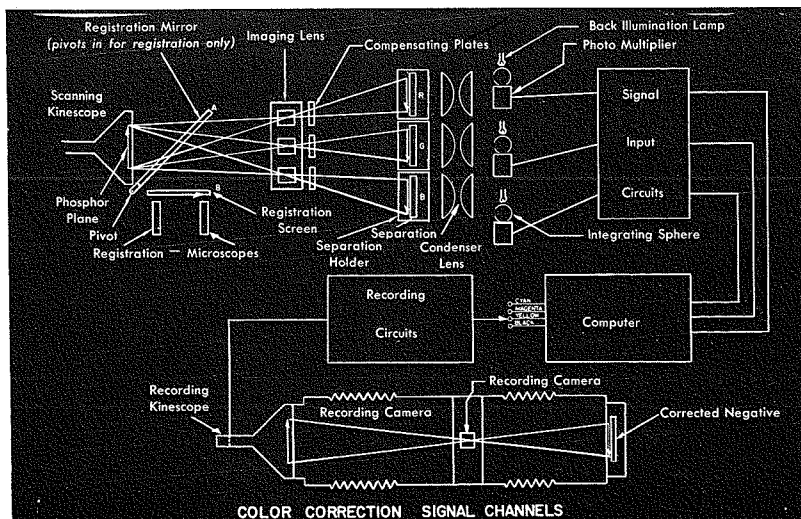 Registration Mirror
(pivots in for registration only)
Imaging Lens
Compensating Plates
Back Illumination Lamp
Photo Multiplier
Scanning
Kinescope
A
R
G
B
Signal
Input
Circuits
Phosphor
Plane
Pivot
B
Registration
Screen
Registration — Microscopes
Separation
Separation
Holder
Condenser
Lens
Integrating Sphere
Recording
Circuits
CYAN
MAGENTA
YELLOW
BLACK
Computer
Recording
Kinescope
Recording Camera
Recording Camera
Corrected Negative
COLOR CORRECTION SIGNAL CHANNELS